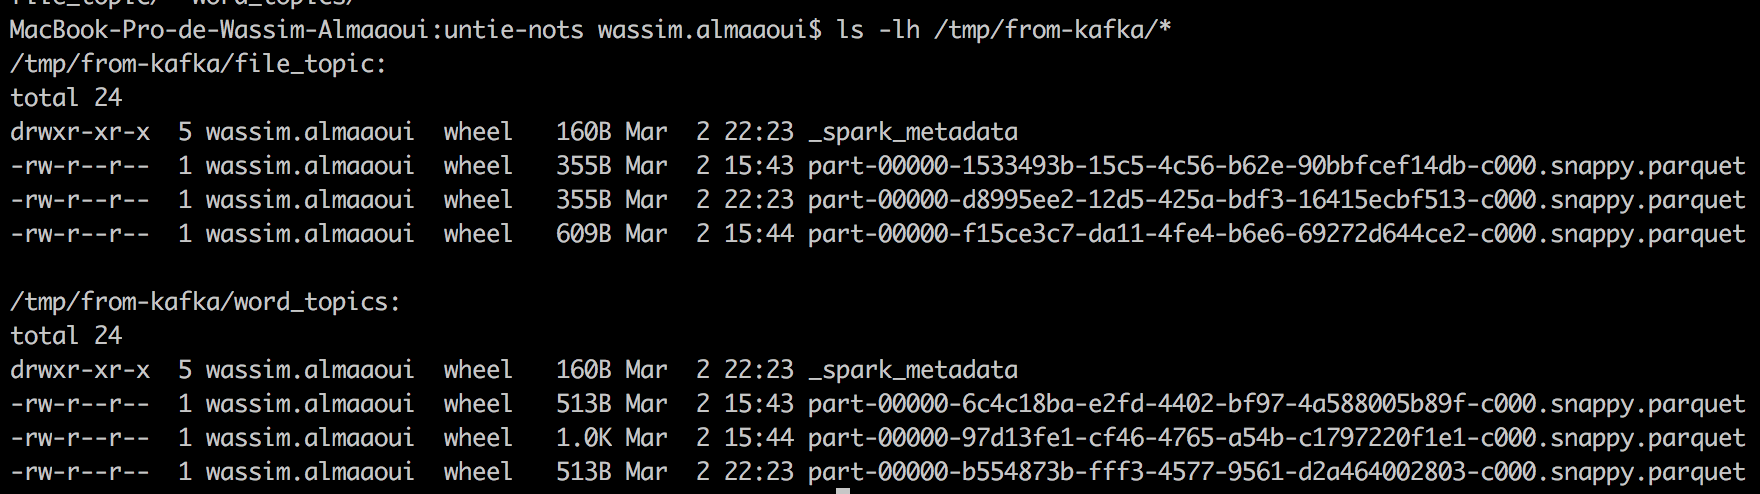 file_topic/ word_topics/
MacBook-Pro-de-Wassim-Almaaoui:untie-nots wassim.almaaoui$ ls -lh /tmp/from-kafka/*
/tmp/from-kafka/file_topic:
total 24
drwxr-xr-x  5 wassim.almaaoui  wheel   160B Mar  2 22:23 _spark_metadata
-rw-r--r--  1 wassim.almaaoui  wheel   355B Mar  2 15:43 part-00000-1533493b-15c5-4c56-b62e-90bbfcef14db-c000.snappy.parquet
-rw-r--r--  1 wassim.almaaoui  wheel   355B Mar  2 22:23 part-00000-d8995ee2-12d5-425a-bdf3-16415ecbf513-c000.snappy.parquet
-rw-r--r--  1 wassim.almaaoui  wheel   609B Mar  2 15:44 part-00000-f15ce3c7-da11-4fe4-b6e6-69272d644ce2-c000.snappy.parquet
/tmp/from-kafka/word_topics:
total 24
drwxr-xr-x  5 wassim.almaaoui  wheel   160B Mar  2 22:23 _spark_metadata
-rw-r--r--  1 wassim.almaaoui  wheel   513B Mar  2 15:43 part-00000-6c4c18ba-e2fd-4402-bf97-4a588005b89f-c000.snappy.parquet
-rw-r--r--  1 wassim.almaaoui  wheel   1.0K Mar  2 15:44 part-00000-97d13fe1-cf46-4765-a54b-c1797220f1e1-c000.snappy.parquet
-rw-r--r--  1 wassim.almaaoui  wheel   513B Mar  2 22:23 part-00000-b554873b-fff3-4577-9561-d2a464002803-c000.snappy.parquet